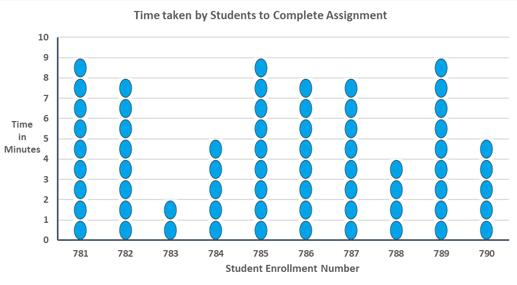 Time taken by Students to Complete Assignment
10
9
8
7
6
5
4
3
2
1
0
Time
in
Minutes
781 782 783 784 785 786 787 788 789 790
Student Enrollment Number